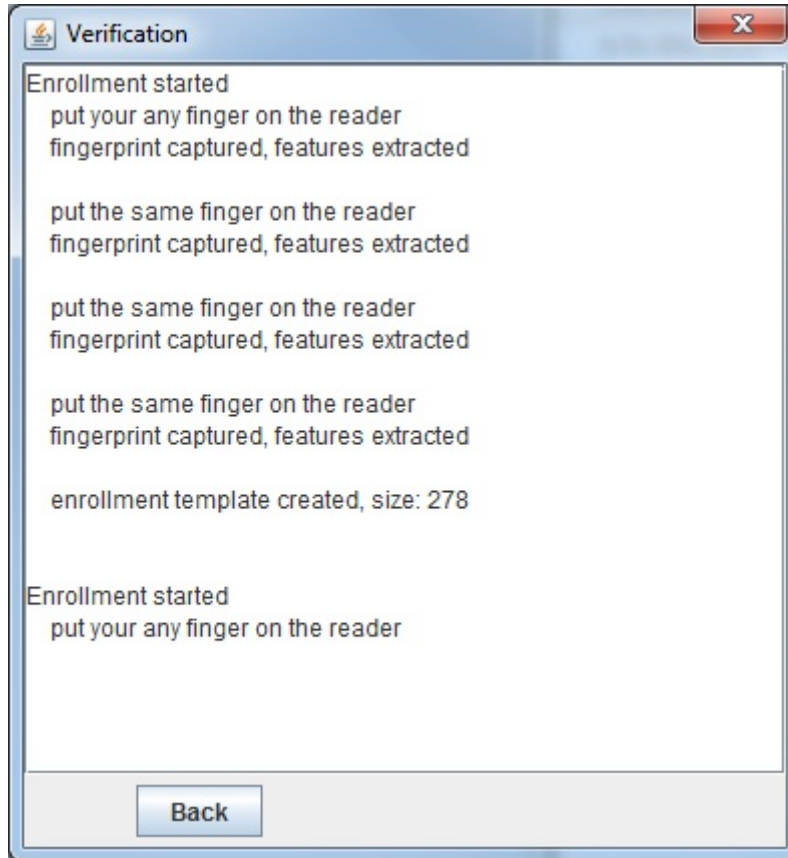 Verification
Enrollment started
put your any finger on the reader
fingerprint captured, features extracted
put the same finger on the reader
fingerprint captured, features extracted
put the same finger on the reader
fingerprint captured, features extracted
put the same finger on the reader
fingerprint captured, features extracted
enrollment template created, size: 278
Enrollment started
put your any finger on the reader
Back